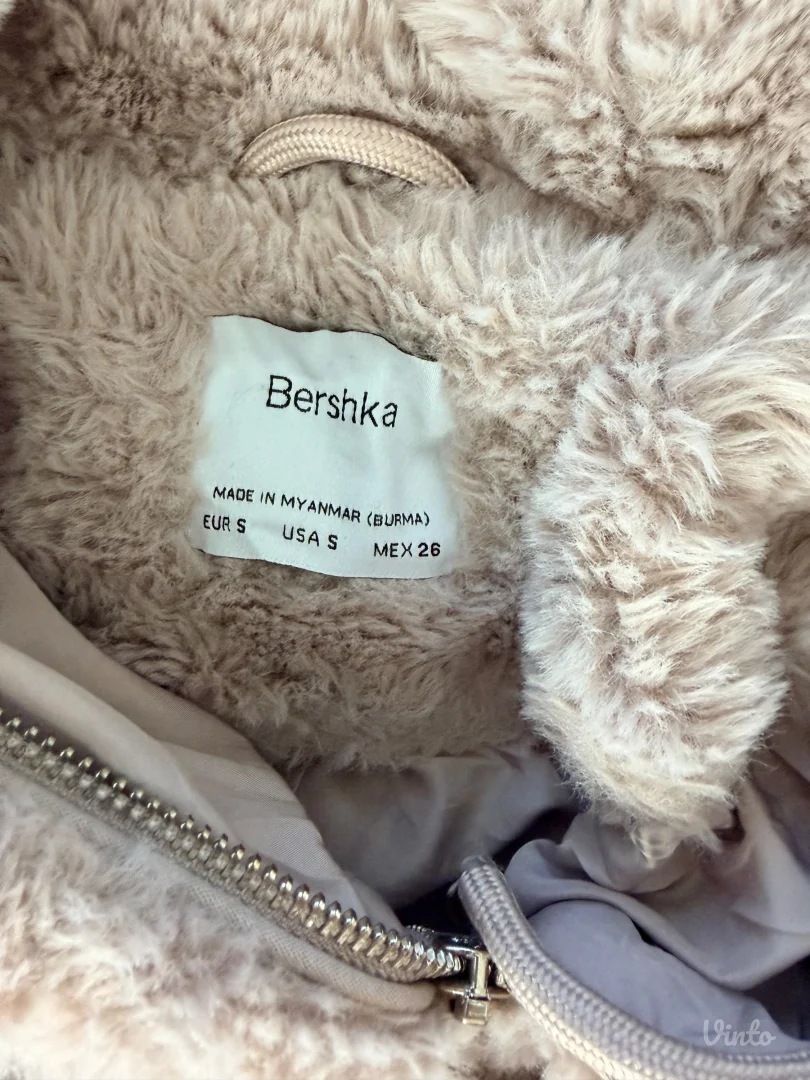 Bershka
MADE IN MYANMAR (BURMA)
EUR S USA S MEX 26
Vinto